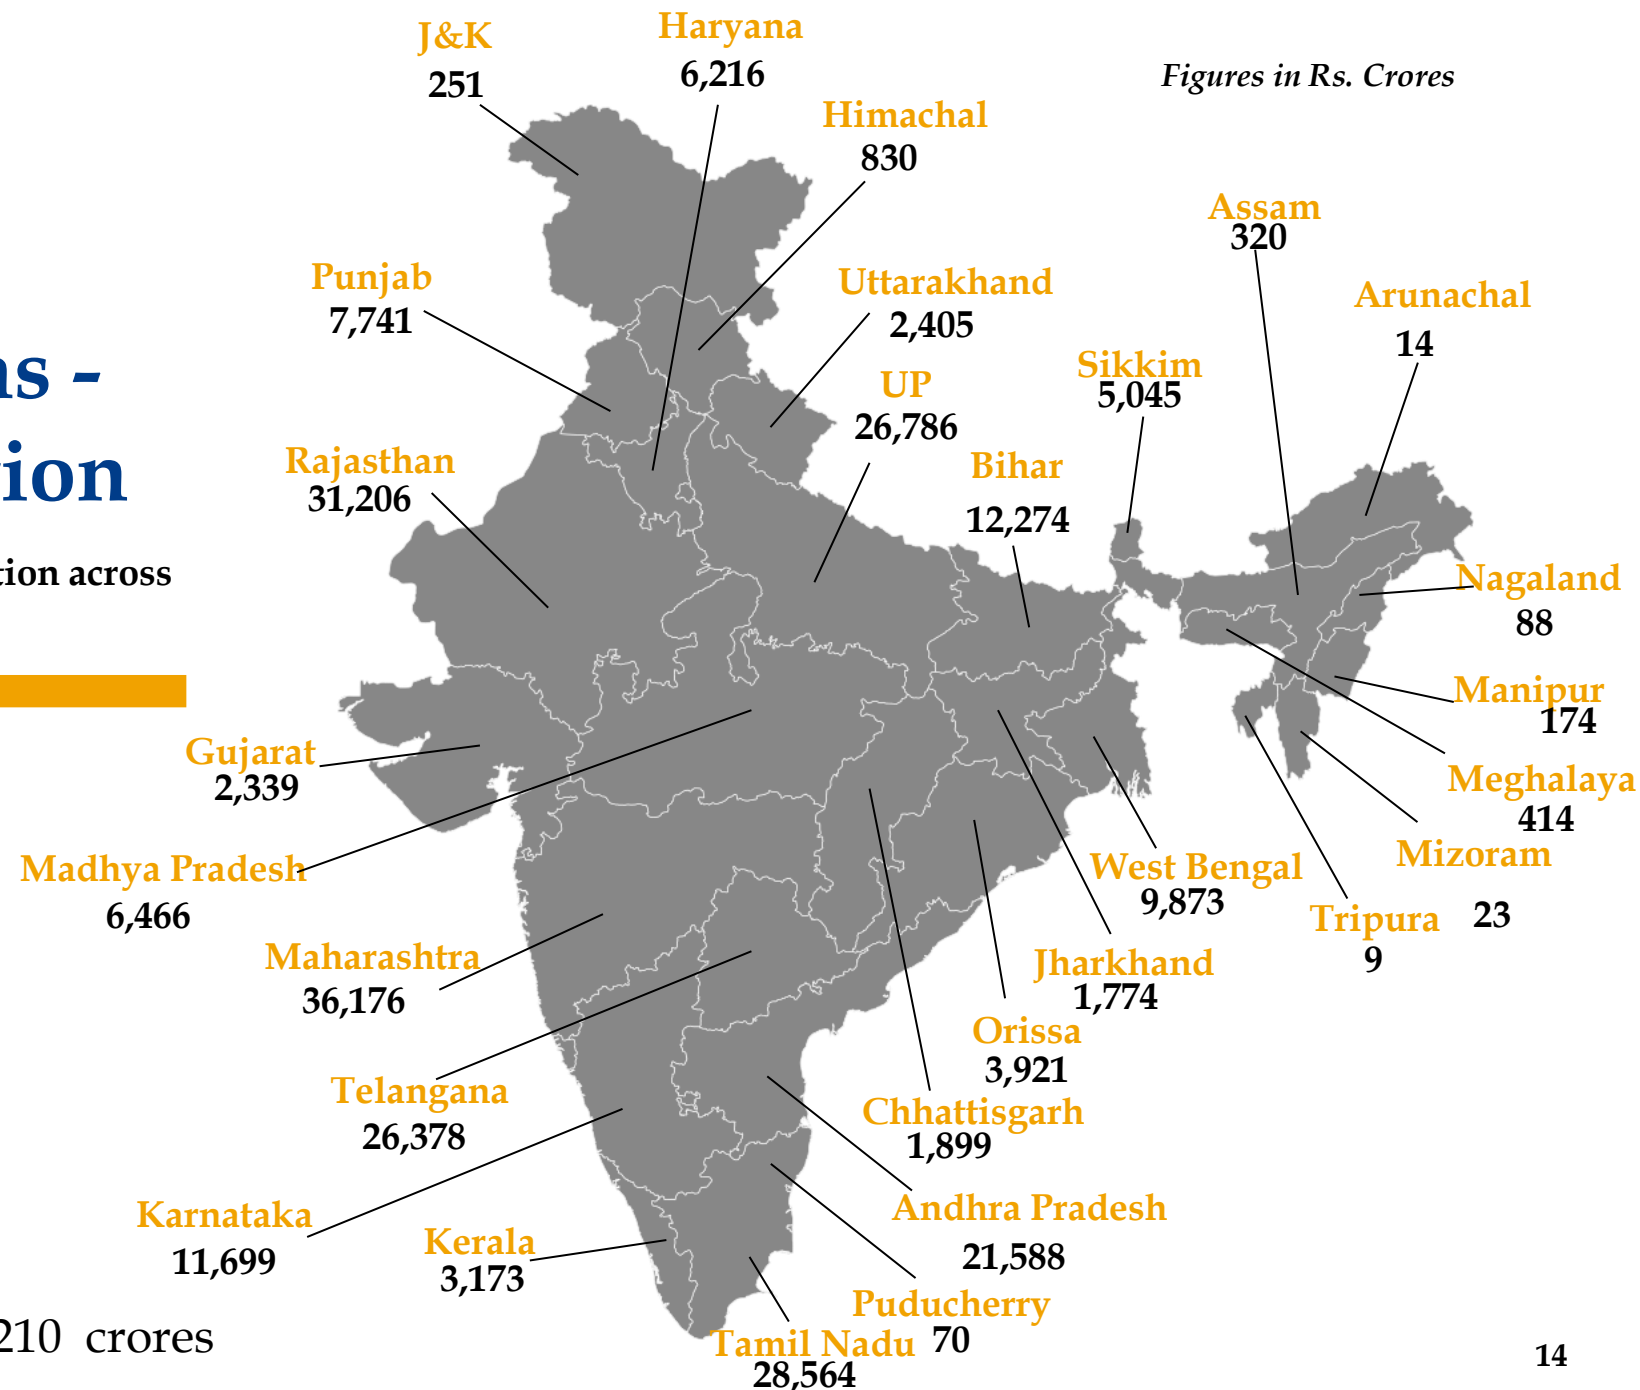 J&K
251
Haryana
6,216
Figures in Rs. Crores
Himachal
830
Assam
320
Punjab
7,741
Uttarakhand
2,405
Arunachal
14
Sikkim
5,045
UP
26,786
Rajasthan
31,206
Bihar
12,274
Nagaland
88
Manipur
174
Gujarat
2,339
Meghalaya
414
Madhya Pradesh
6,466
West Bengal
9,873
Mizoram
23
Tripura
9
Maharashtra
36,176
Jharkhand
1,774
Orissa
3,921
Telangana
26,378
Chhattisgarh
1,899
Andhra Pradesh
21,588
Karnataka
11,699
Kerala
3,173
Puducherry
70
Tamil Nadu
28,564
across
210 crores
14